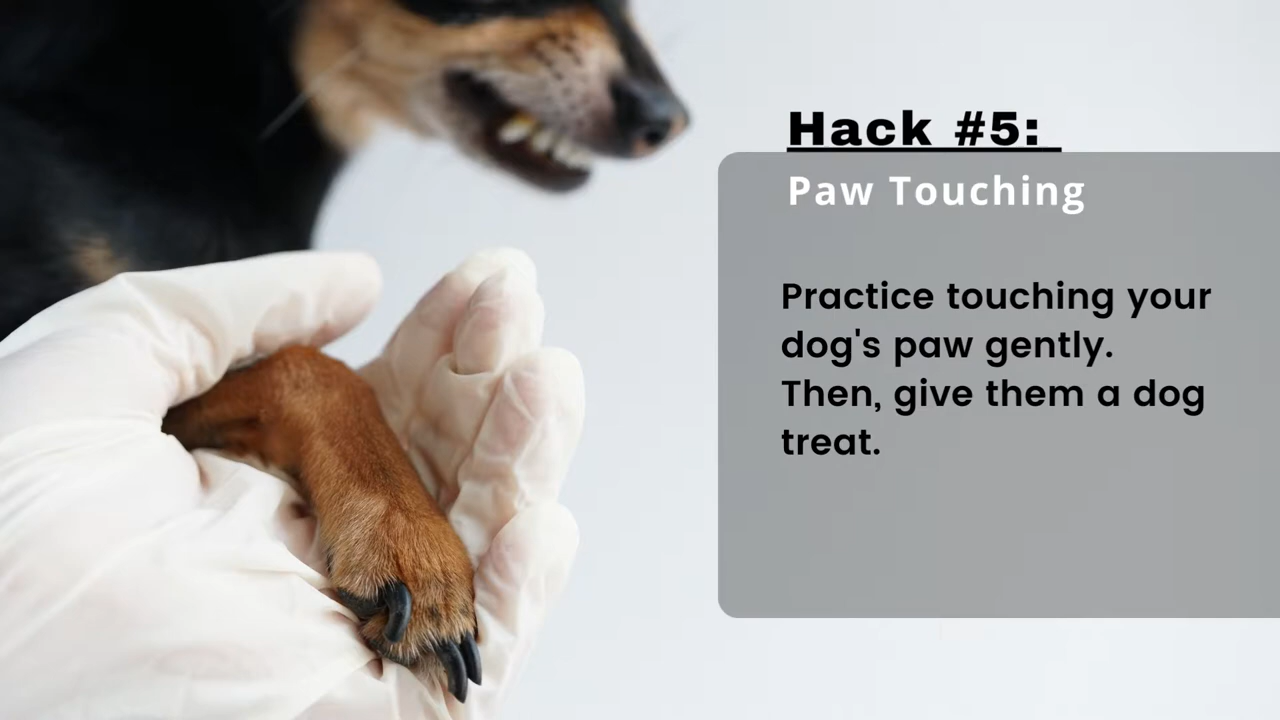 Hack #5:
Paw Touching
Practice touching your
dog's paw gently.
Then, give them a dog
treat.